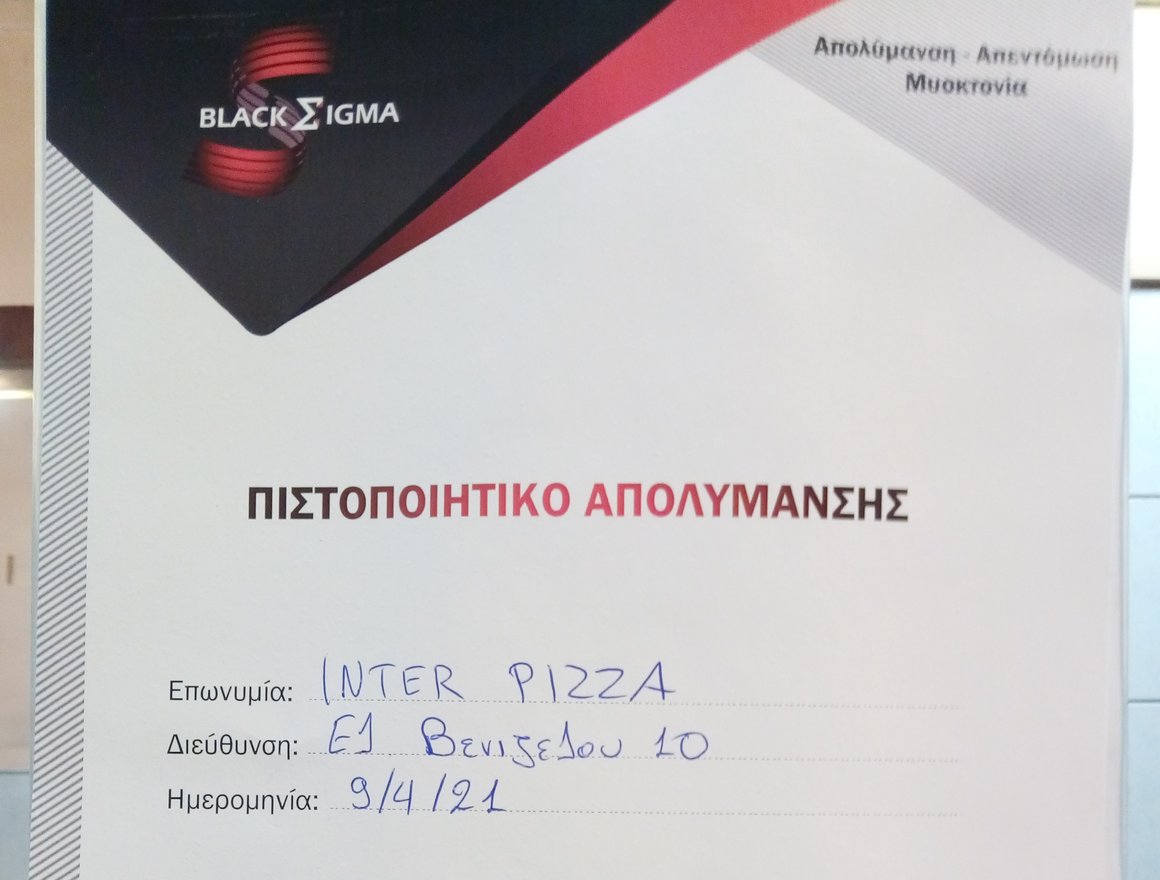 BLACK ΣIGMA
Απολύμανση - Απεντόμωση
Μυοκτονία
ΠΙΣΤΟΠΟΙΗΤΙΚΟ ΑΠΟΛΥΜΑΝΣΗΣ
Επωνυμία: INTER PIZZA
Διεύθυνση: Ελ Βενιζελου 10
Ημερομηνία: 9/4/21